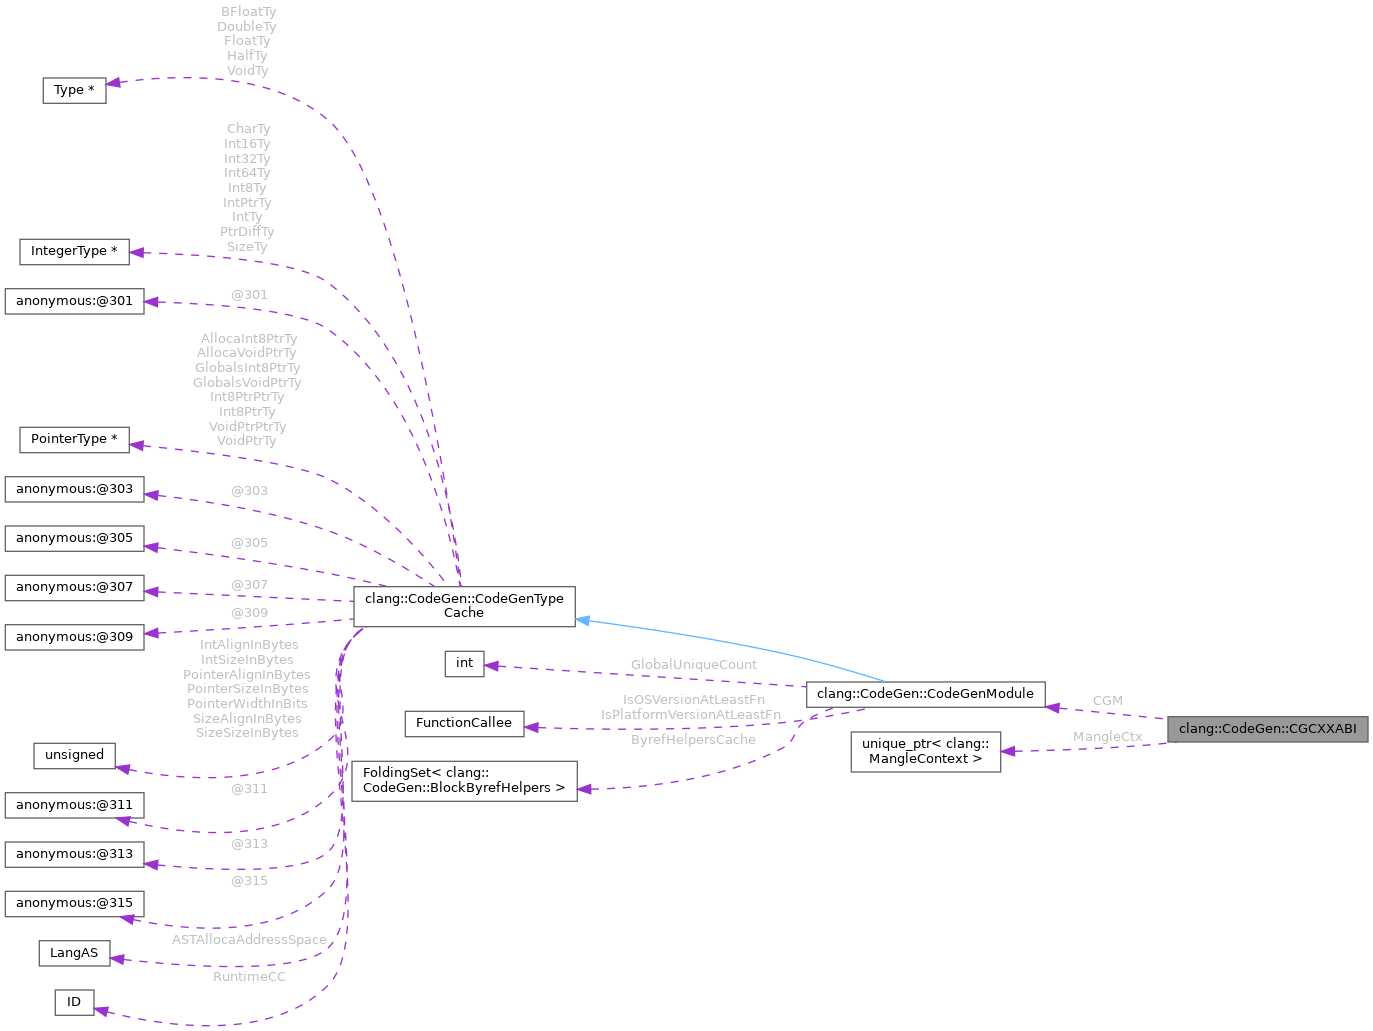 BFloatTy
DoubleTy
FloatTy
HalfTy
VoidTy
Type *
CharTy
Int16Ty
Int32Ty
Int64Ty
Int8Ty
IntPtrTy
IntTy
PtrDiffTy
SizeTy
IntegerType *
@301
anonymous:@301
AllocaInt8PtrTy
AllocaVoidPtrTy
GlobalsInt8PtrTy
GlobalsVoidPtrTy
Int8PtrPtrTy
Int8PtrTy
VoidPtrPtrTy
VoidPtrTy
PointerType *
@303
anonymous:@303
@305
anonymous:@305
@307
anonymous:@307
@309
anonymous:@309
clang::CodeGen::CodeGenType
Cache
IntAlignInBytes
IntSizeInBytes
PointerAlignInBytes
PointerSizeInBytes
PointerWidthInBits
SizeAlignInBytes
SizeSizeInBytes
unsigned
int
GlobalUniqueCount
IsOSVersionAtLeastFn
IsPlatformVersionAtLeastFn
FunctionCallee
ByrefHelpersCache
FoldingSet< clang::
CodeGen::BlockByrefHelpers >
clang::CodeGen::CodeGenModule
CGM
clang::CodeGen::CGCXXABI
MangleCtx
unique_ptr< clang::
MangleContext >
@311
anonymous:@311
@313
anonymous:@313
@315
anonymous:@315
ASTAllocaAddressSpace
LangAS
RuntimeCC
ID